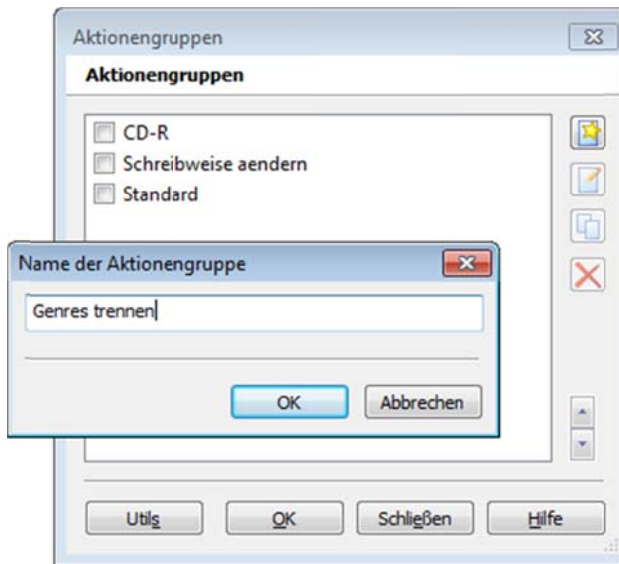 Aktionengruppen
Aktionengruppen
CD-R
Schreibweise aendern
Standard
Name der Aktionengruppe
Genres trennen
OK
Abbrechen
Utils
OK
Schließen
Hilfe